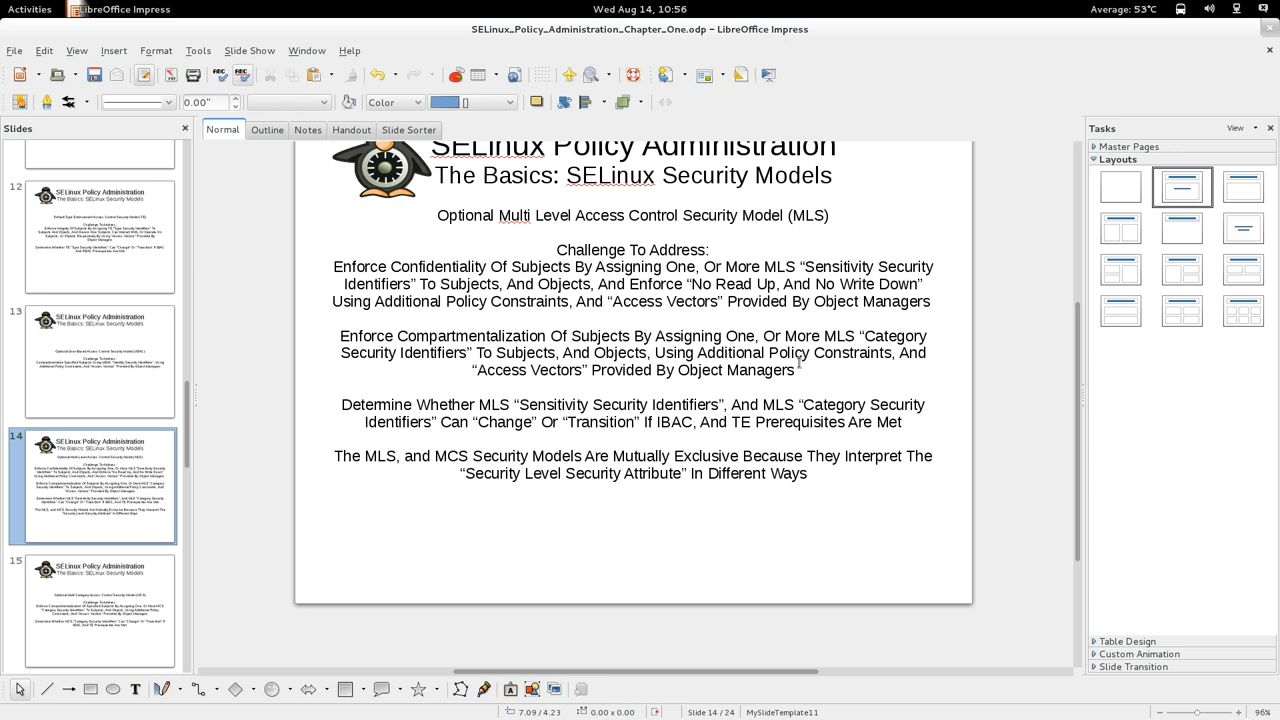 Activities
LibreOffice Impress
Wed Aug 14, 10:56
Average: 53°C
SELinux_Policy_Administration_Chapter_One.odp – LibreOffice Impress
File Edit View Insert Format Tools Slide Show Window Help
0.00"
Color
[]
Slides
Normal Outline Notes Handout Slide Sorter
Tasks
View
Master Pages
Layouts
12
SELinux Policy Administration
The Basics: SELinux Security Models
13
SELinux Policy Administration
The Basics: SELinux Security Models
14
SELinux Policy Administration
The Basics: SELinux Security Models
15
SELinux Policy Administration
The Basics: SELinux Security Models
SELinux Policy Administration
The Basics: SELinux Security Models
Optional Multi Level Access Control Security Model (MLS)
Challenge To Address:
Enforce Confidentiality Of Subjects By Assigning One, Or More MLS “Sensitivity Security
Identifiers” To Subjects, And Objects, And Enforce “No Read Up, And No Write Down”
Using Additional Policy Constraints, And “Access Vectors” Provided By Object Managers
Enforce Compartmentalization Of Subjects By Assigning One, Or More MLS “Category
Security Identifiers” To Subjects, And Objects, Using Additional Policy Constraints, And
“Access Vectors” Provided By Object Managers
Determine Whether MLS “Sensitivity Security Identifiers”, And MLS “Category Security
Identifiers” Can “Change” Or “Transition” If IBAC, And TE Prerequisites Are Met
The MLS, and MCS Security Models Are Mutually Exclusive Because They Interpret The
“Security Level Security Attribute” In Different Ways
Table Design
Custom Animation
Slide Transition
7.09 / 4.23
0.00 x 0.00
Slide 14 / 24
MySlideTemplate11
96%